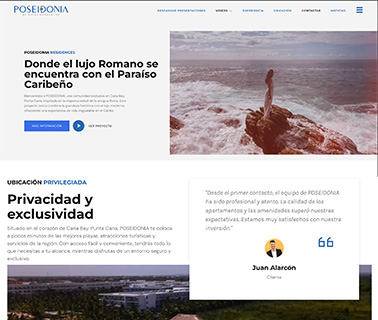 POSEIDONIA
DESCARGAR PRESENTACIONES
VIDEOS
EXPERIENCIA
UBICACIÓN
CONTACTAR
NOTICIAS
POSEIDONIA RESIDENCES
Donde el lujo Romano se
encuentra con el Paraíso
Caribeño
MÁS INFORMACIÓN
VER PROYECTO
UBICACIÓN PRIVILEGIADA
Privacidad y
exclusividad
Situado en el corazón de Cana Bay, Punta Cana, POSEIDONIA te coloca
a pocos minutos de las mejores playas, atracciones turísticas y
servicios de la región. Con acceso fácil y conveniente, tendrás todo lo
que necesitas a tu alcance, mientras disfrutas de un entorno seguro y
exclusivo.
"Desde el primer contacto, el equipo de POSEIDONIA
ha sido profesional y atento. La calidad de los
apartamentos y las amenidades superó nuestras
expectativas. Estamos muy satisfechos con nuestra
inversión."
Juan Alarcón
Cliente